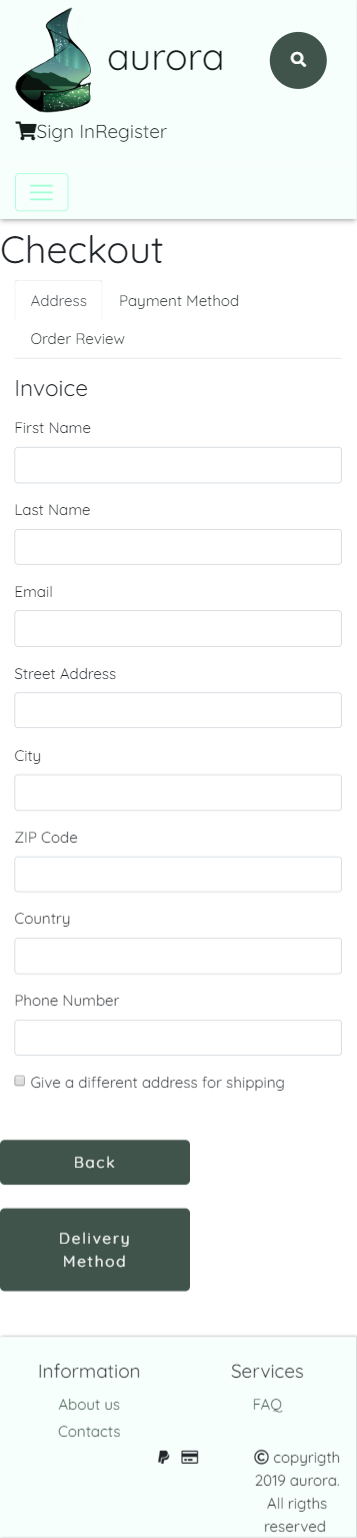 aurora
Sign InRegister
Checkout
Address Payment Method
Order Review
Invoice
First Name
Last Name
Email
Street Address
City
ZIP Code
Country
Phone Number
Give a different address for shipping
Back
Delivery
Method
Information
About us
Contacts
Services
FAQ
© copyrigth
2019 aurora.
All rigths
reserved